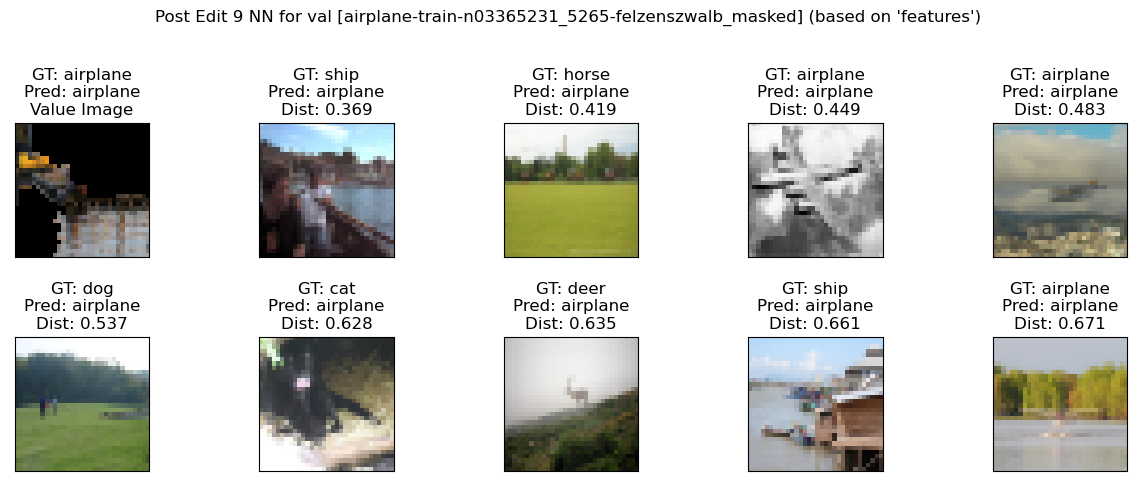 Post Edit 9 NN for val [airplane-train-n03365231_5265-felzenszwalb_masked] (based on 'features')
GT: airplane
Pred: airplane
Value Image
GT: ship
Pred: airplane
Dist: 0.369
GT: horse
Pred: airplane
Dist: 0.419
GT: airplane
Pred: airplane
Dist: 0.449
GT: airplane
Pred: airplane
Dist: 0.483
GT: dog
Pred: airplane
Dist: 0.537
GT: cat
Pred: airplane
Dist: 0.628
GT: deer
Pred: airplane
Dist: 0.635
GT: ship
Pred: airplane
Dist: 0.661
GT: airplane
Pred: airplane
Dist: 0.671